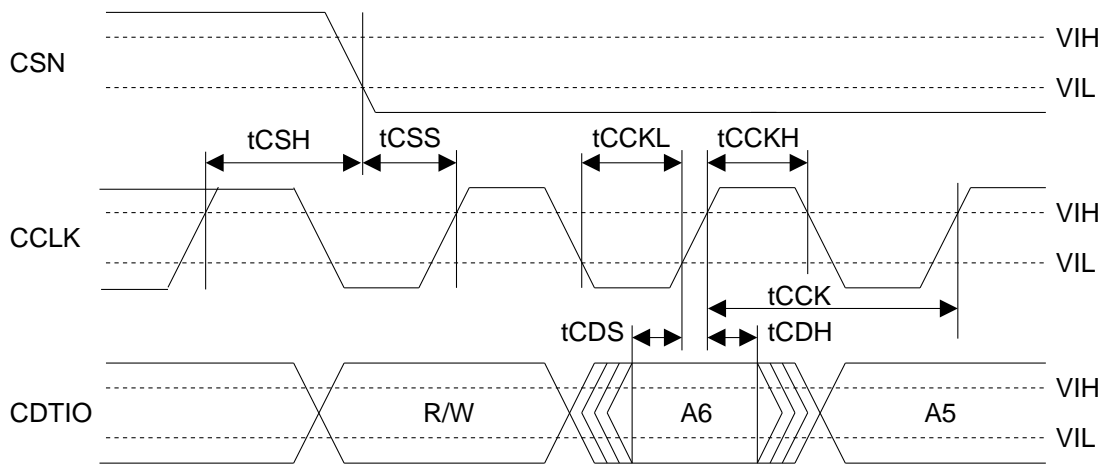 VIH
CSN
VIL
tCSH tCSS tCCKL tCCKH
VIH
CCLK
VIL
tCCK
tCDS tCDH
VIH
CDTIO R/W A6 A5
VIL